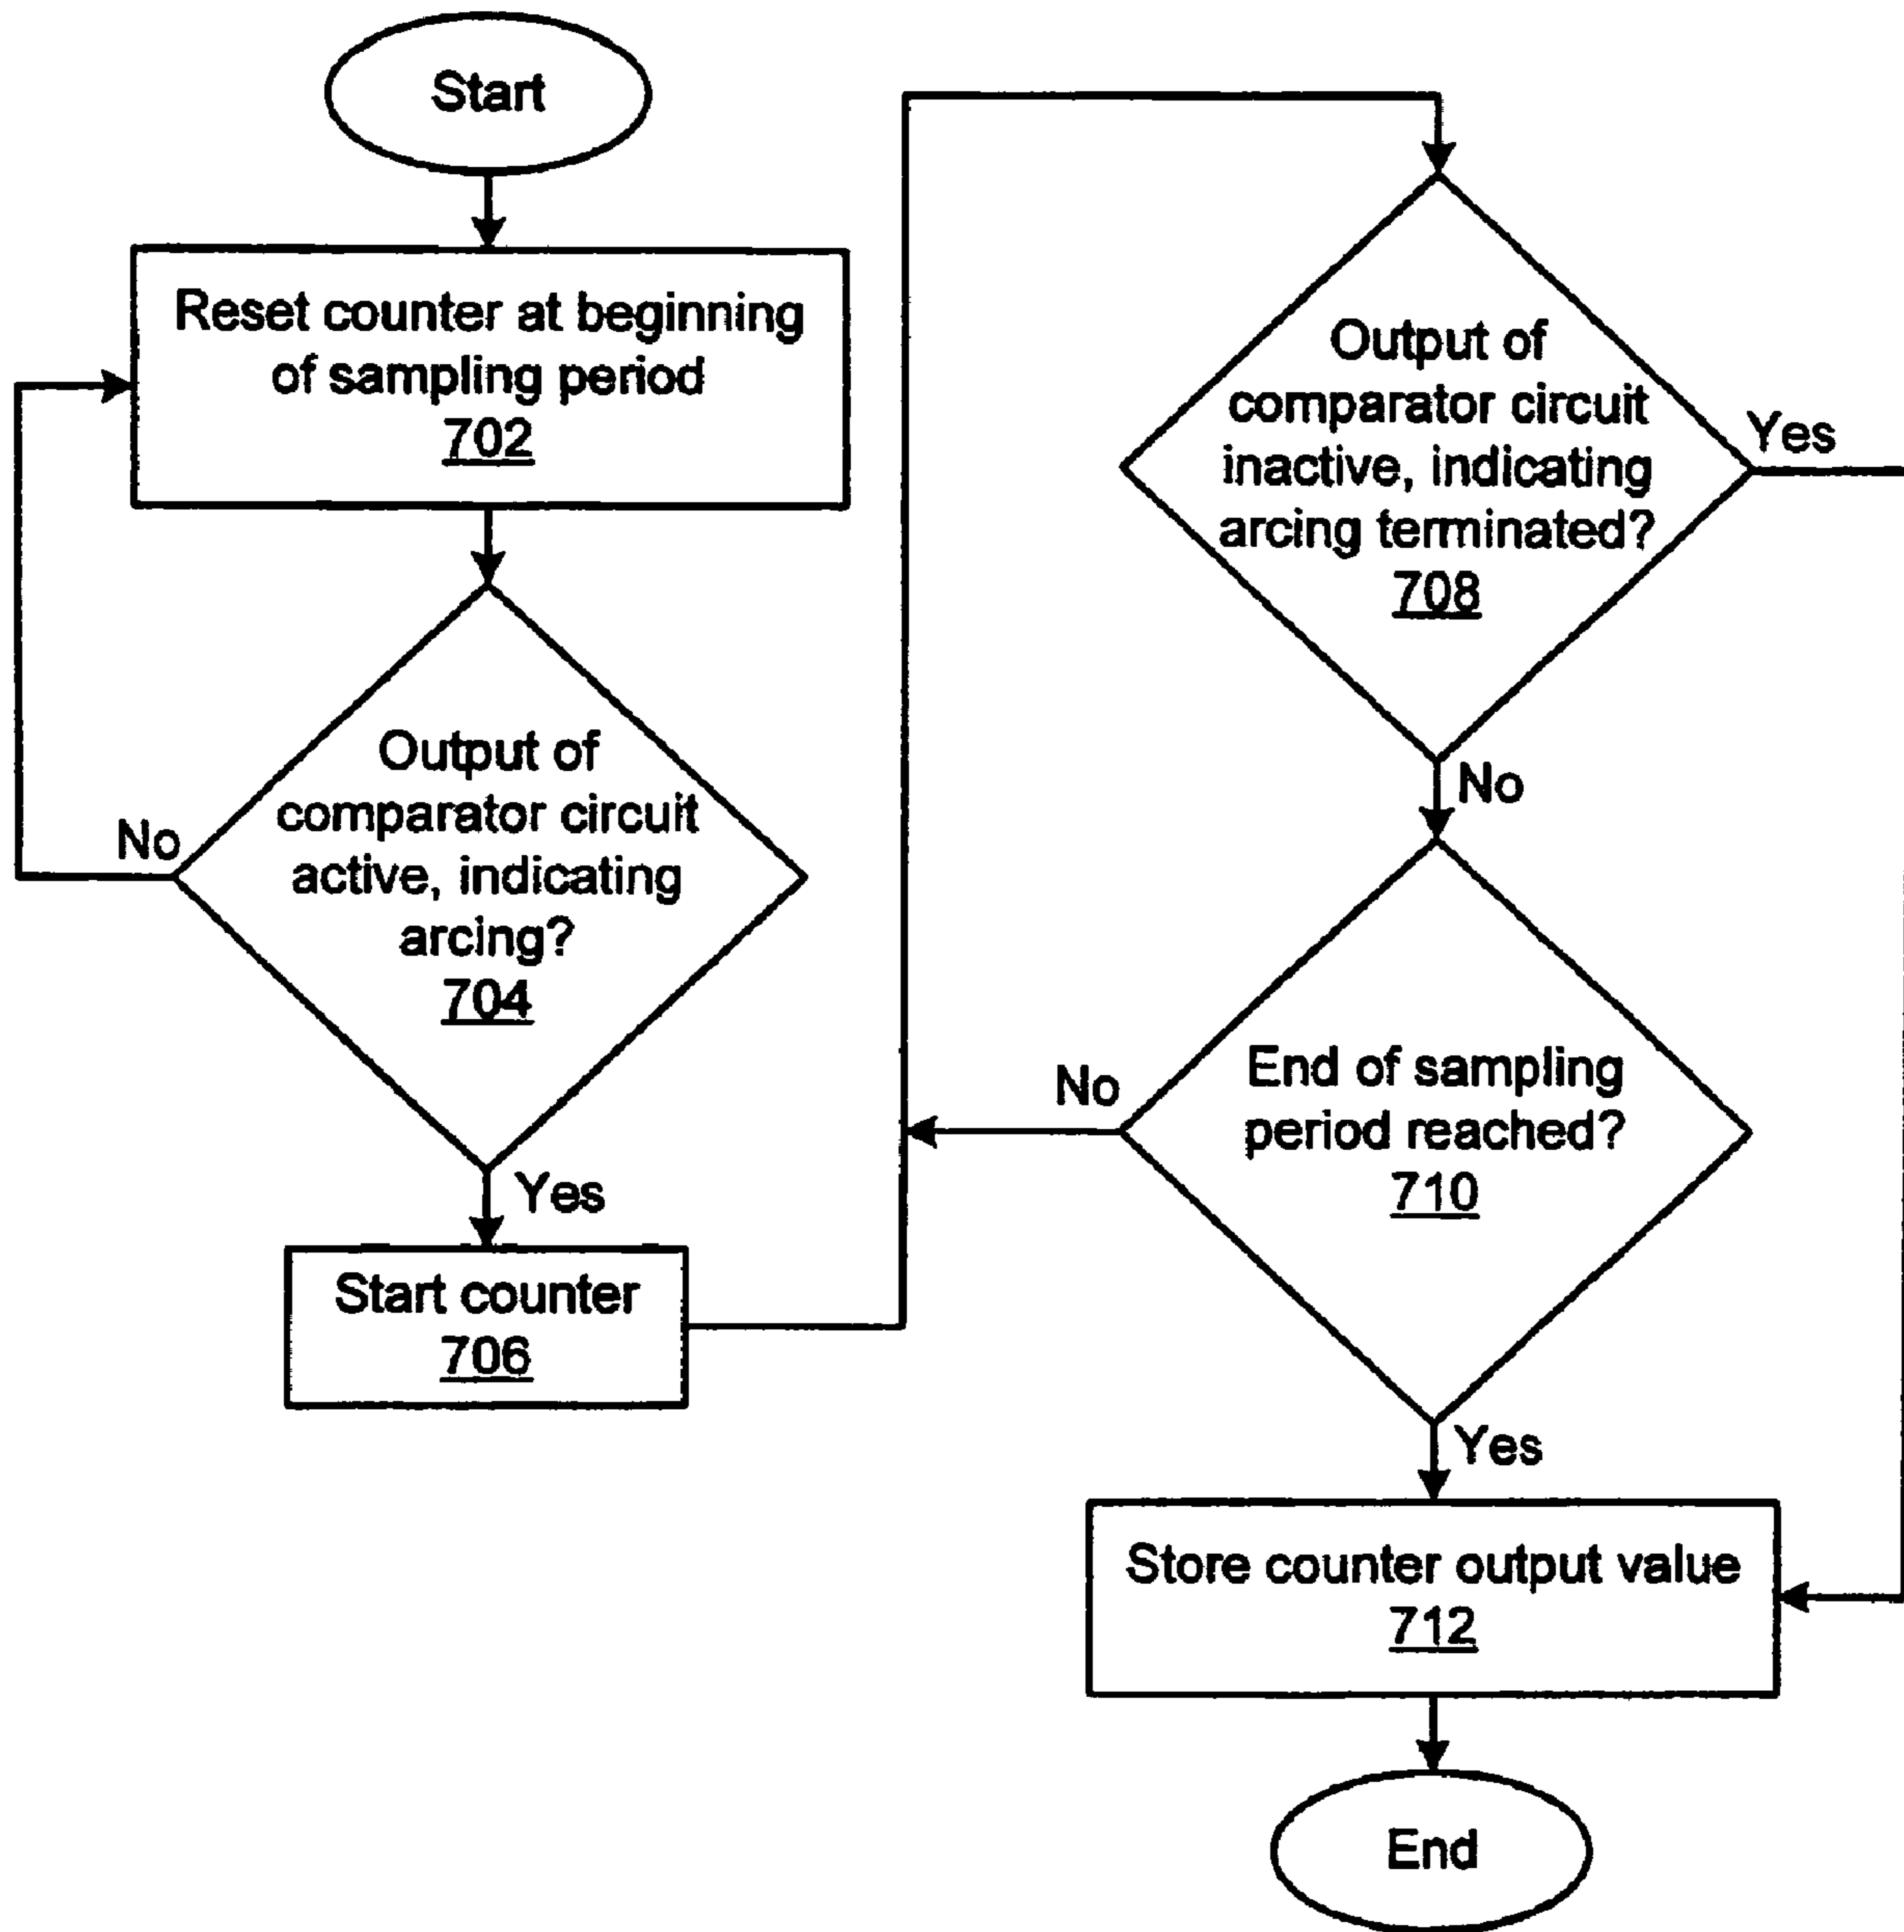 Start
Reset counter at beginning
of sampling period
702
Output of
comparator circuit
active, indicating
arcing?
704
No
Yes
Start counter
706
Output of
comparator circuit
inactive, indicating
arcing terminated?
708
Yes
No
End of sampling
period reached?
710
No
Yes
Store counter output value
712
End